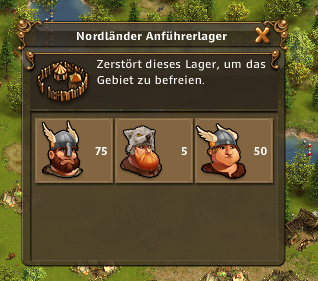 Nordländer Anführerlager
Zerstört dieses Lager, um das
Gebiet zu befreien.
75 5 50